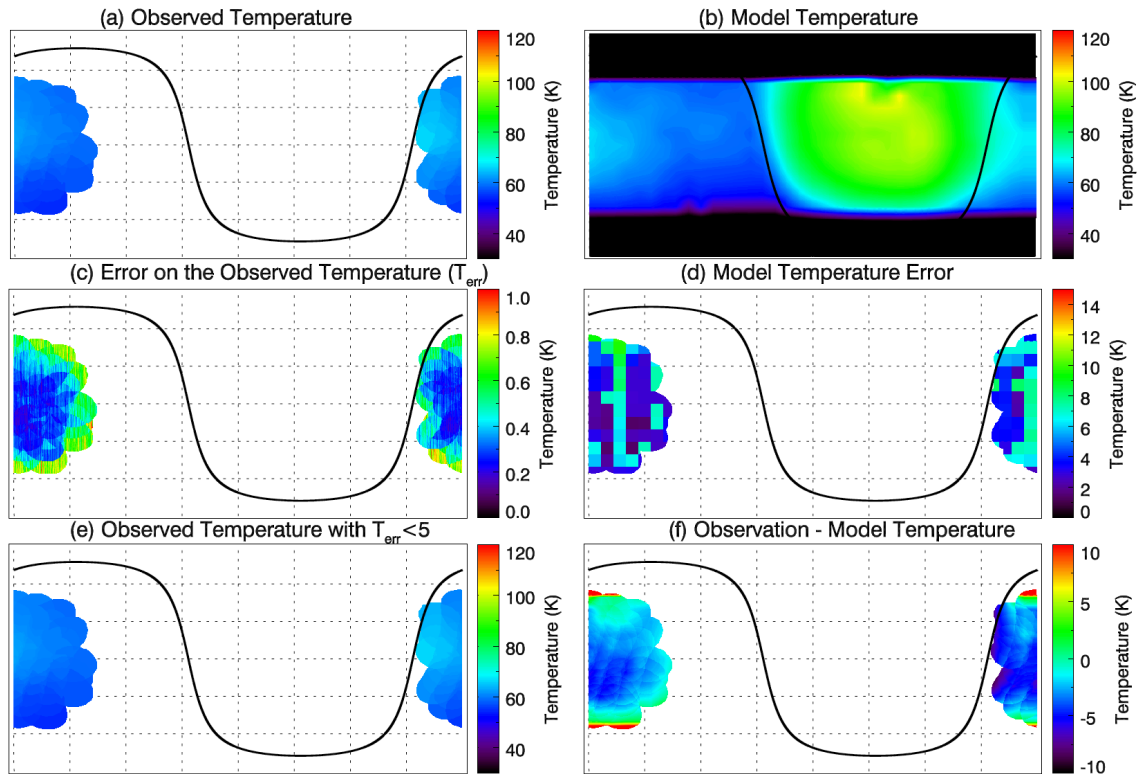 (a) Observed Temperature
120
100
80
60
40
Temperature (K)
(b) Model Temperature
120
100
80
60
40
Temperature (K)
(c) Error on the Observed Temperature (Terr)
1.0
0.8
0.6
0.4
0.2
0.0
Temperature (K)
(d) Model Temperature Error
14
12
10
8
6
4
2
0
Temperature (K)
(e) Observed Temperature with Terr<5
120
100
80
60
40
Temperature (K)
(f) Observation - Model Temperature
10
5
0
-5
-10
Temperature (K)